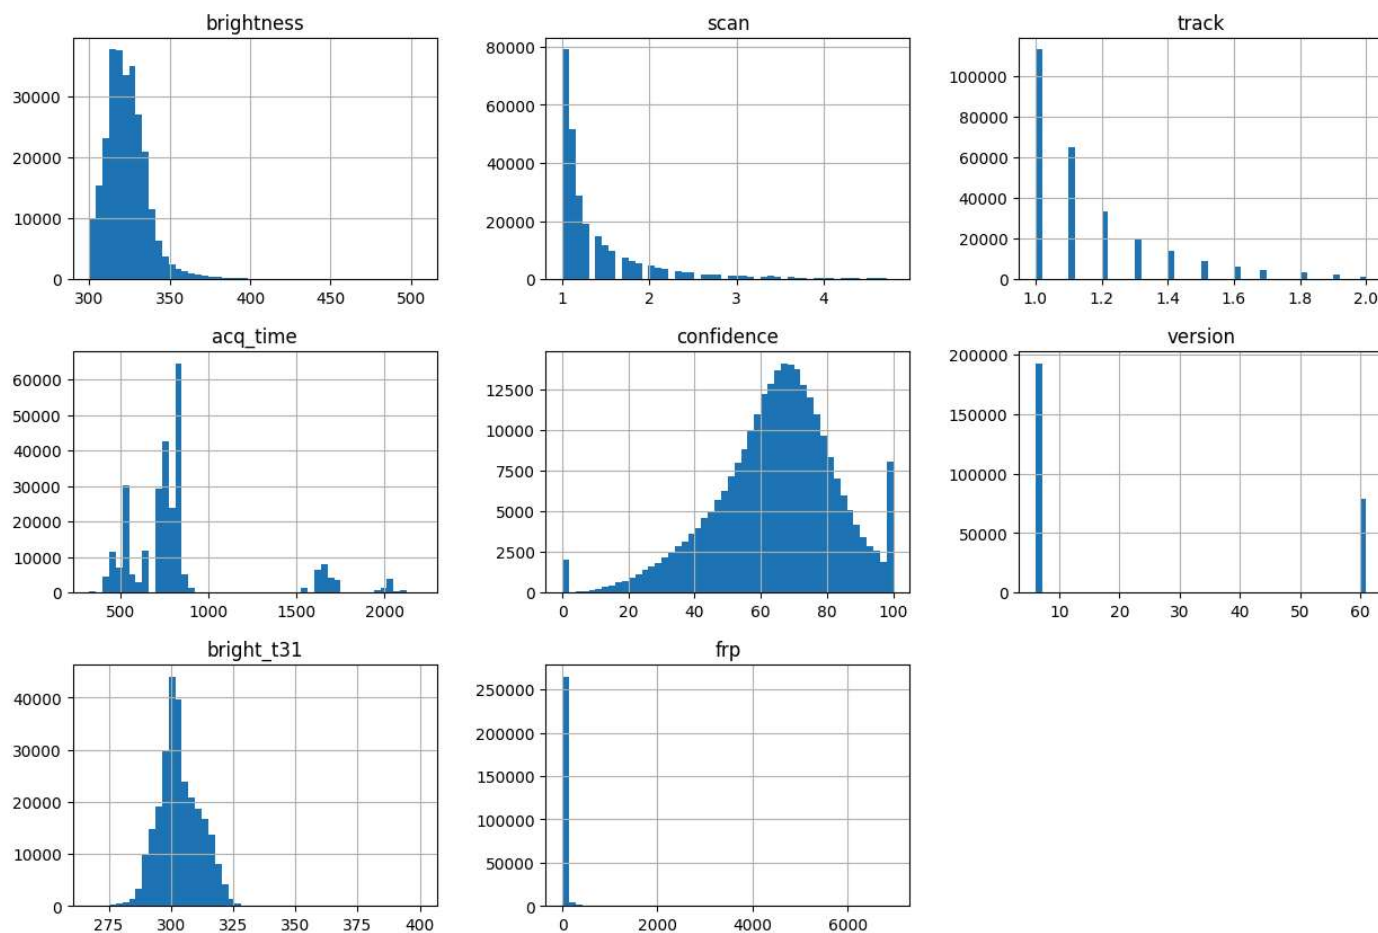 brightness
30000
20000
10000
0
300 350 400 450 500
scan
80000
60000
40000
20000
0
1 2 3 4
track
100000
80000
60000
40000
20000
0
1.0 1.2 1.4 1.6 1.8 2.0
acq_time
60000
50000
40000
30000
20000
10000
0
500 1000 1500 2000
confidence
12500
10000
7500
5000
2500
0
0 20 40 60 80 100
version
200000
150000
100000
50000
0
10 20 30 40 50 60
bright_t31
40000
30000
20000
10000
0
275 300 325 350 375 400
frp
250000
200000
150000
100000
50000
0
0 2000 4000 6000